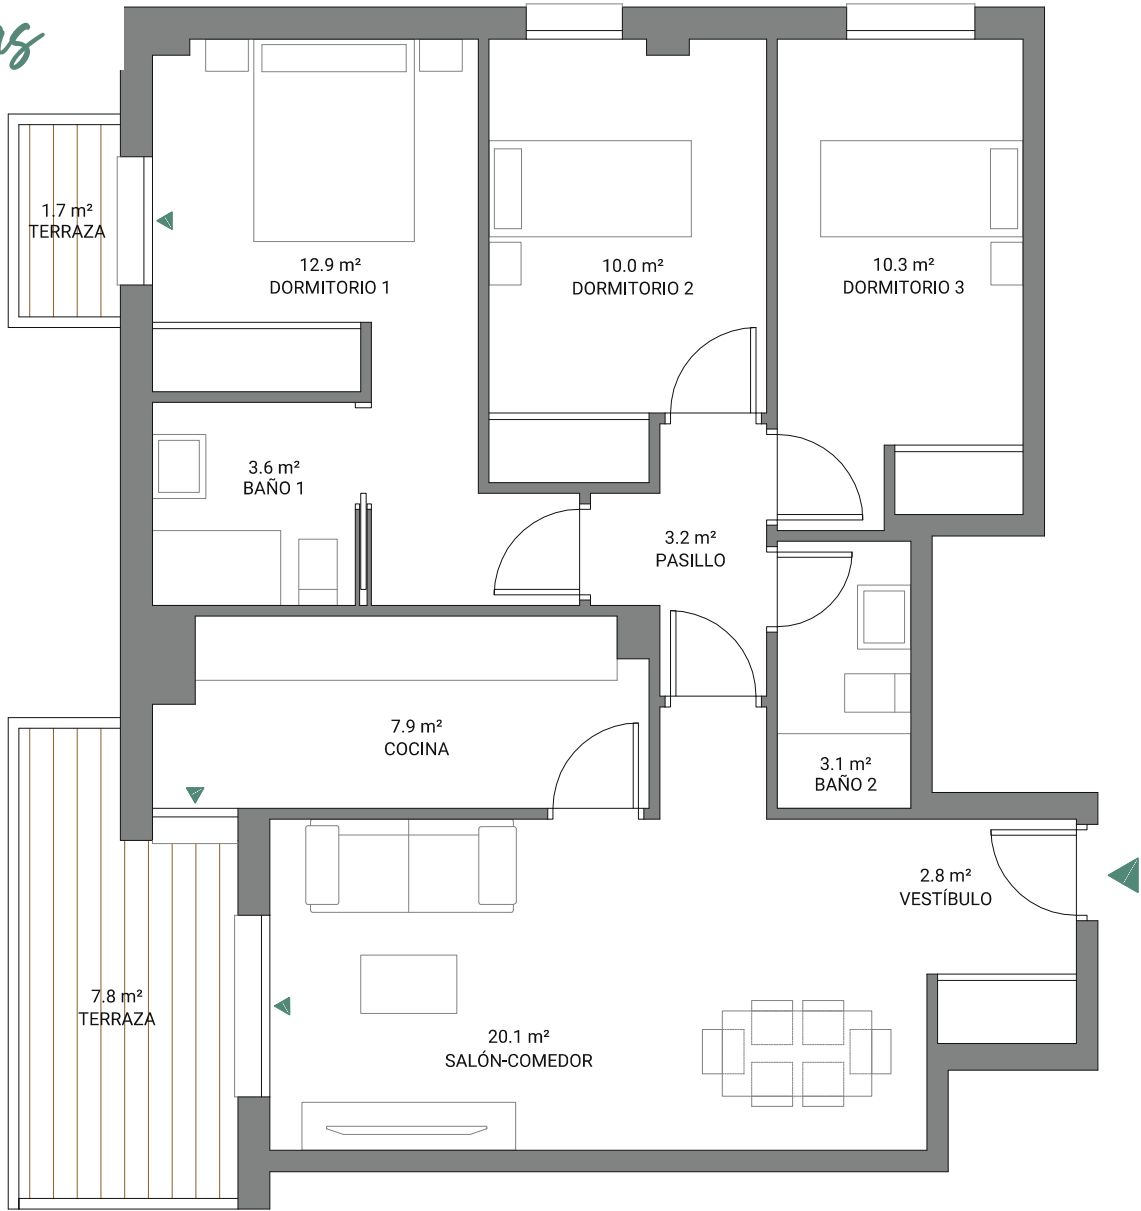 1.7 m²
TERRAZA
12.9 m²
DORMITORIO 1
10.0 m²
DORMITORIO 2
10.3 m²
DORMITORIO 3
3.6 m²
BAÑO 1
3.2 m²
PASILLO
7.9 m²
COCINA
3.1 m²
BAÑO 2
2.8 m²
VESTÍBULO
7.8 m²
TERRAZA
20.1 m²
SALÓN-COMEDOR